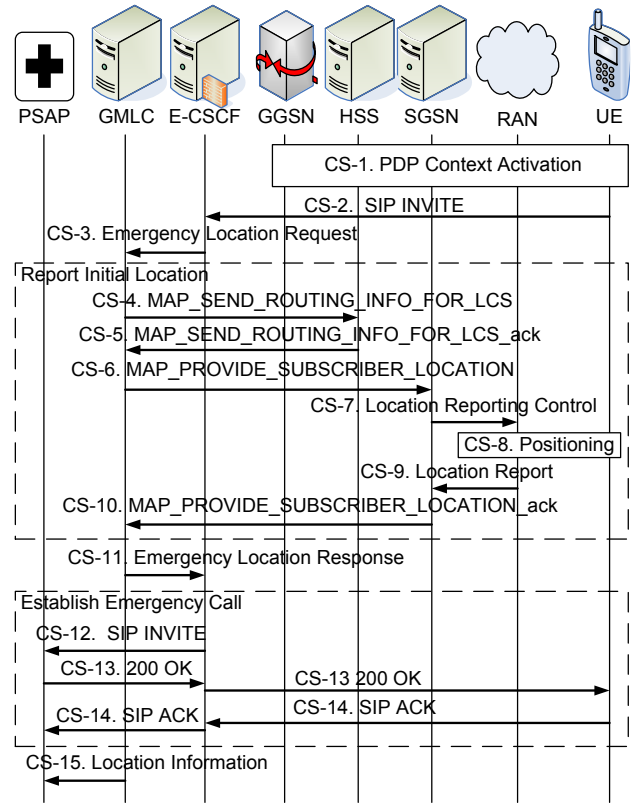 PSAP GMLC E-CSCF GGSN HSS SGSN RAN UE
CS-1. PDP Context Activation
CS-2. SIP INVITE
CS-3. Emergency Location Request
Report Initial Location
CS-4. MAP_SEND_ROUTING_INFO_FOR_LCS
CS-5. MAP_SEND_ROUTING_INFO_FOR_LCS_ack
CS-6. MAP_PROVIDE_SUBSCRIBER_LOCATION
CS-7. Location Reporting Control
CS-8. Positioning
CS-9. Location Report
CS-10. MAP_PROVIDE_SUBSCRIBER_LOCATION_ack
CS-11. Emergency Location Response
Establish Emergency Call
CS-12. SIP INVITE
CS-13. 200 OK
CS-13 200 OK
CS-14. SIP ACK
CS-14. SIP ACK
CS-15. Location Information